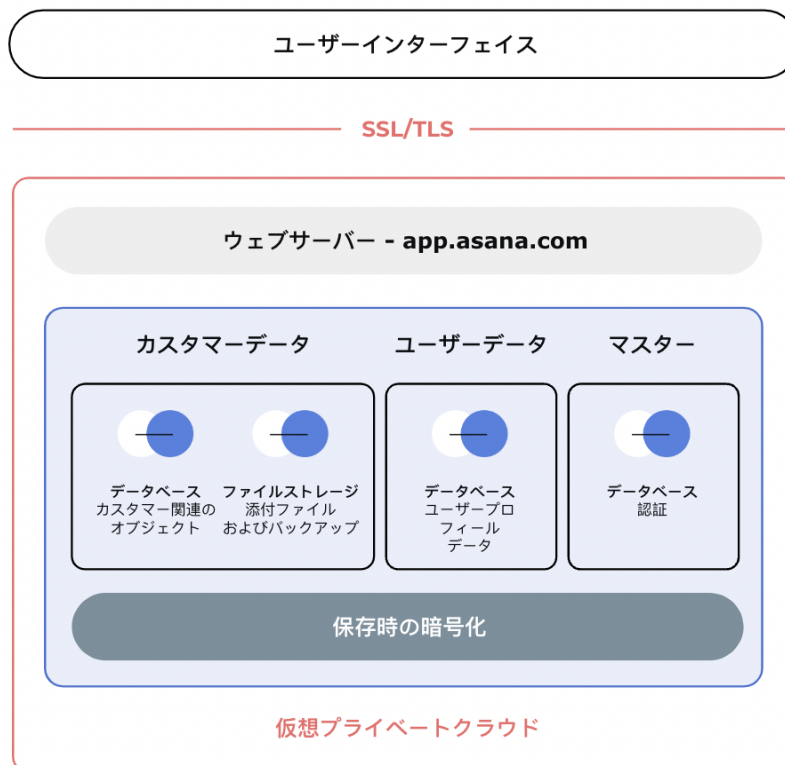 ユーザーインターフェイス
SSL/TLS
ウェブサーバー - app.asana.com
カスタマーデータ
ユーザーデータ
マスター
データベース
カスタマー関連の
オブジェクト
ファイルストレージ
添付ファイル
およびバックアップ
データベース
ユーザープロ
フィール
データ
データベース
認証
保存時の暗号化
仮想プライベートクラウド